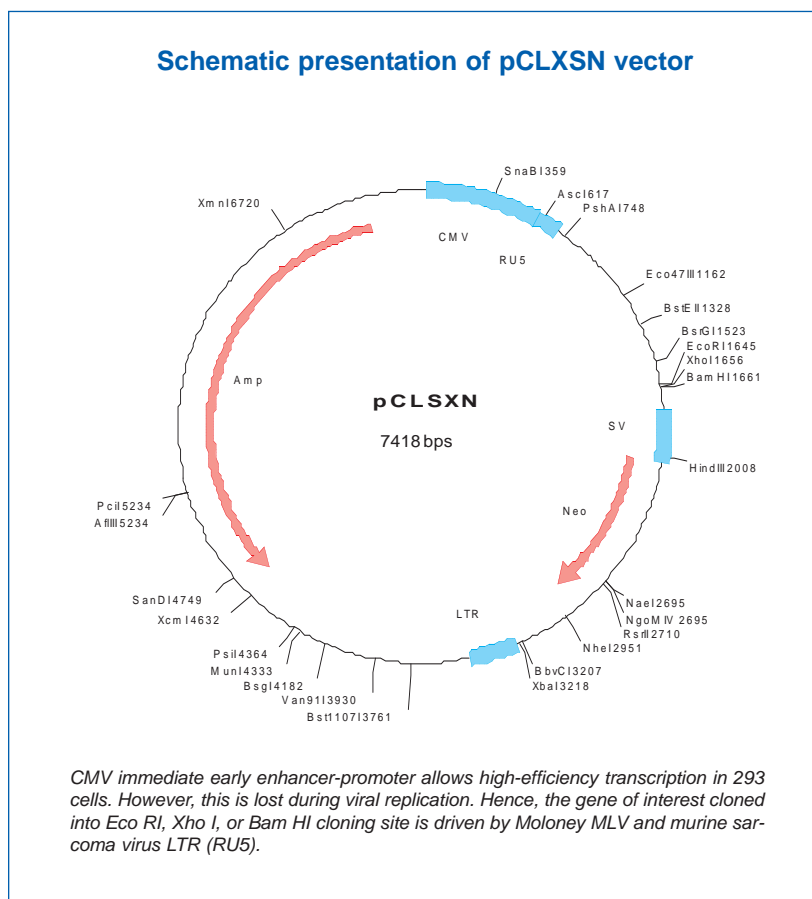 Schematic presentation of pCLXSN vector
SnaBI359
AscI617
PshAI748
XmnI6720
CMV
RU5
Eco47III1162
BstEII1328
BsrGI1523
EcoRI1645
XhoI1656
BamHI1661
Amp
pCLSXN
7418 bps
SV
HindIII2008
Neo
PciI5234
AflIII5234
SanDI4749
XcmI4632
LTR
NaeI2695
NgoMIV 2695
RsrII2710
NheI2951
PsiI4364
MunI4333
BsgI4182
Van91I3930
Bst1107I3761
BbvCI3207
XbaI3218
CMV immediate early enhancer-promoter allows high-efficiency transcription in 293
cells. However, this is lost during viral replication. Hence, the gene of interest cloned
into Eco RI, Xho I, or Bam HI cloning site is driven by Moloney MLV and murine sar-
coma virus LTR (RU5).